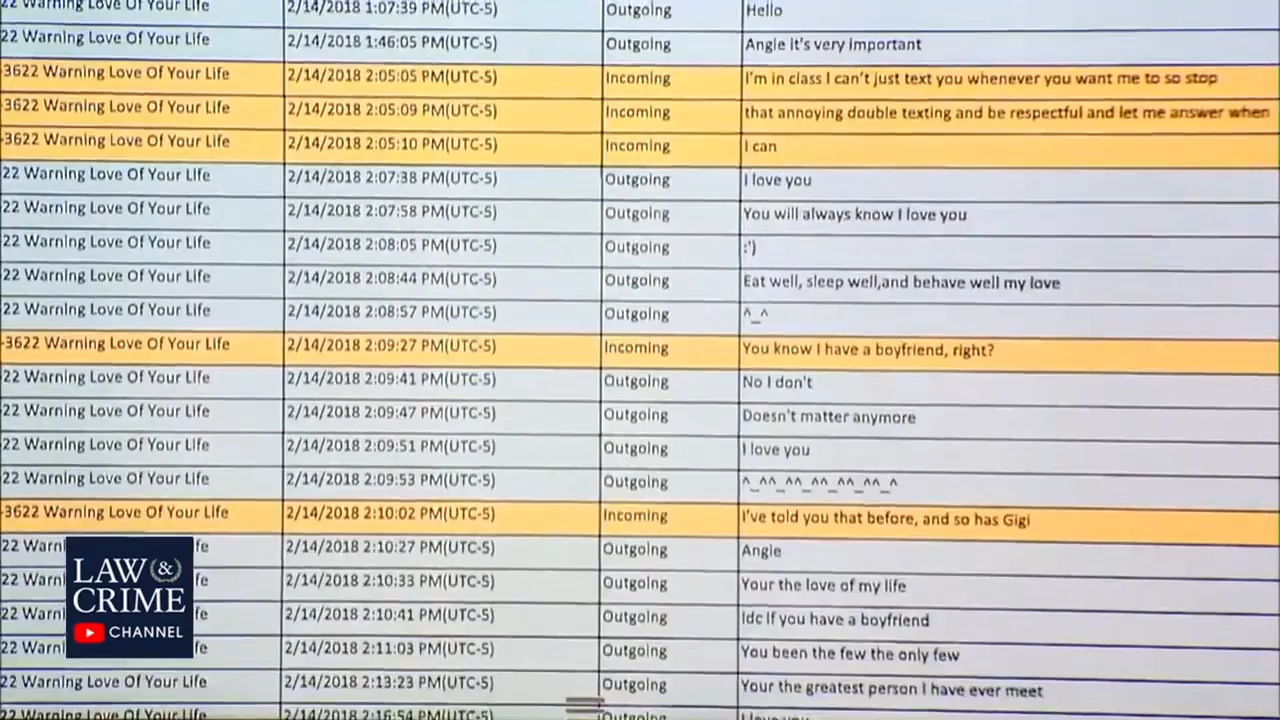 22 Warning Love Of Your Life 2/14/2018 1:07:39 PM(UTC-5) Outgoing Hello
22 Warning Love Of Your Life 2/14/2018 1:46:05 PM(UTC-5) Outgoing Angie it's very important
-3622 Warning Love Of Your Life 2/14/2018 2:05:05 PM(UTC-5) Incoming I'm in class I can't just text you whenever you want me to so stop
-3622 Warning Love Of Your Life 2/14/2018 2:05:09 PM(UTC-5) Incoming that annoying double texting and be respectful and let me answer when
-3622 Warning Love Of Your Life 2/14/2018 2:05:10 PM(UTC-5) Incoming I can
22 Warning Love Of Your Life 2/14/2018 2:07:38 PM(UTC-5) Outgoing I love you
22 Warning Love Of Your Life 2/14/2018 2:07:58 PM(UTC-5) Outgoing You will always know I love you
22 Warning Love Of Your Life 2/14/2018 2:08:05 PM(UTC-5) Outgoing :')
22 Warning Love Of Your Life 2/14/2018 2:08:44 PM(UTC-5) Outgoing Eat well, sleep well,and behave well my love
22 Warning Love Of Your Life 2/14/2018 2:08:57 PM(UTC-5) Outgoing ^_^
-3622 Warning Love Of Your Life 2/14/2018 2:09:27 PM(UTC-5) Incoming You know I have a boyfriend, right?
22 Warning Love Of Your Life 2/14/2018 2:09:41 PM(UTC-5) Outgoing No I don't
22 Warning Love Of Your Life 2/14/2018 2:09:47 PM(UTC-5) Outgoing Doesn't matter anymore
22 Warning Love Of Your Life 2/14/2018 2:09:51 PM(UTC-5) Outgoing I love you
22 Warning Love Of Your Life 2/14/2018 2:09:53 PM(UTC-5) Outgoing ^_^^_^^_^^_^^_^^_^
-3622 Warning Love Of Your Life 2/14/2018 2:10:02 PM(UTC-5) Incoming I've told you that before, and so has Gigi
22 Warn fe 2/14/2018 2:10:27 PM(UTC-5) Outgoing Angie
22 Warn fe 2/14/2018 2:10:33 PM(UTC-5) Outgoing Your the love of my life
22 Warn fe 2/14/2018 2:10:41 PM(UTC-5) Outgoing Idc if you have a boyfriend
22 Warn fe 2/14/2018 2:11:03 PM(UTC-5) Outgoing You been the few the only few
22 Warning Love Of Your Life 2/14/2018 2:13:23 PM(UTC-5) Outgoing Your the greatest person I have ever meet
22 Warning Love Of Your Life 2/14/2018 2:16:54 PM(UTC-5) Outgoing I love you
LAW &
CRIME
CHANNEL